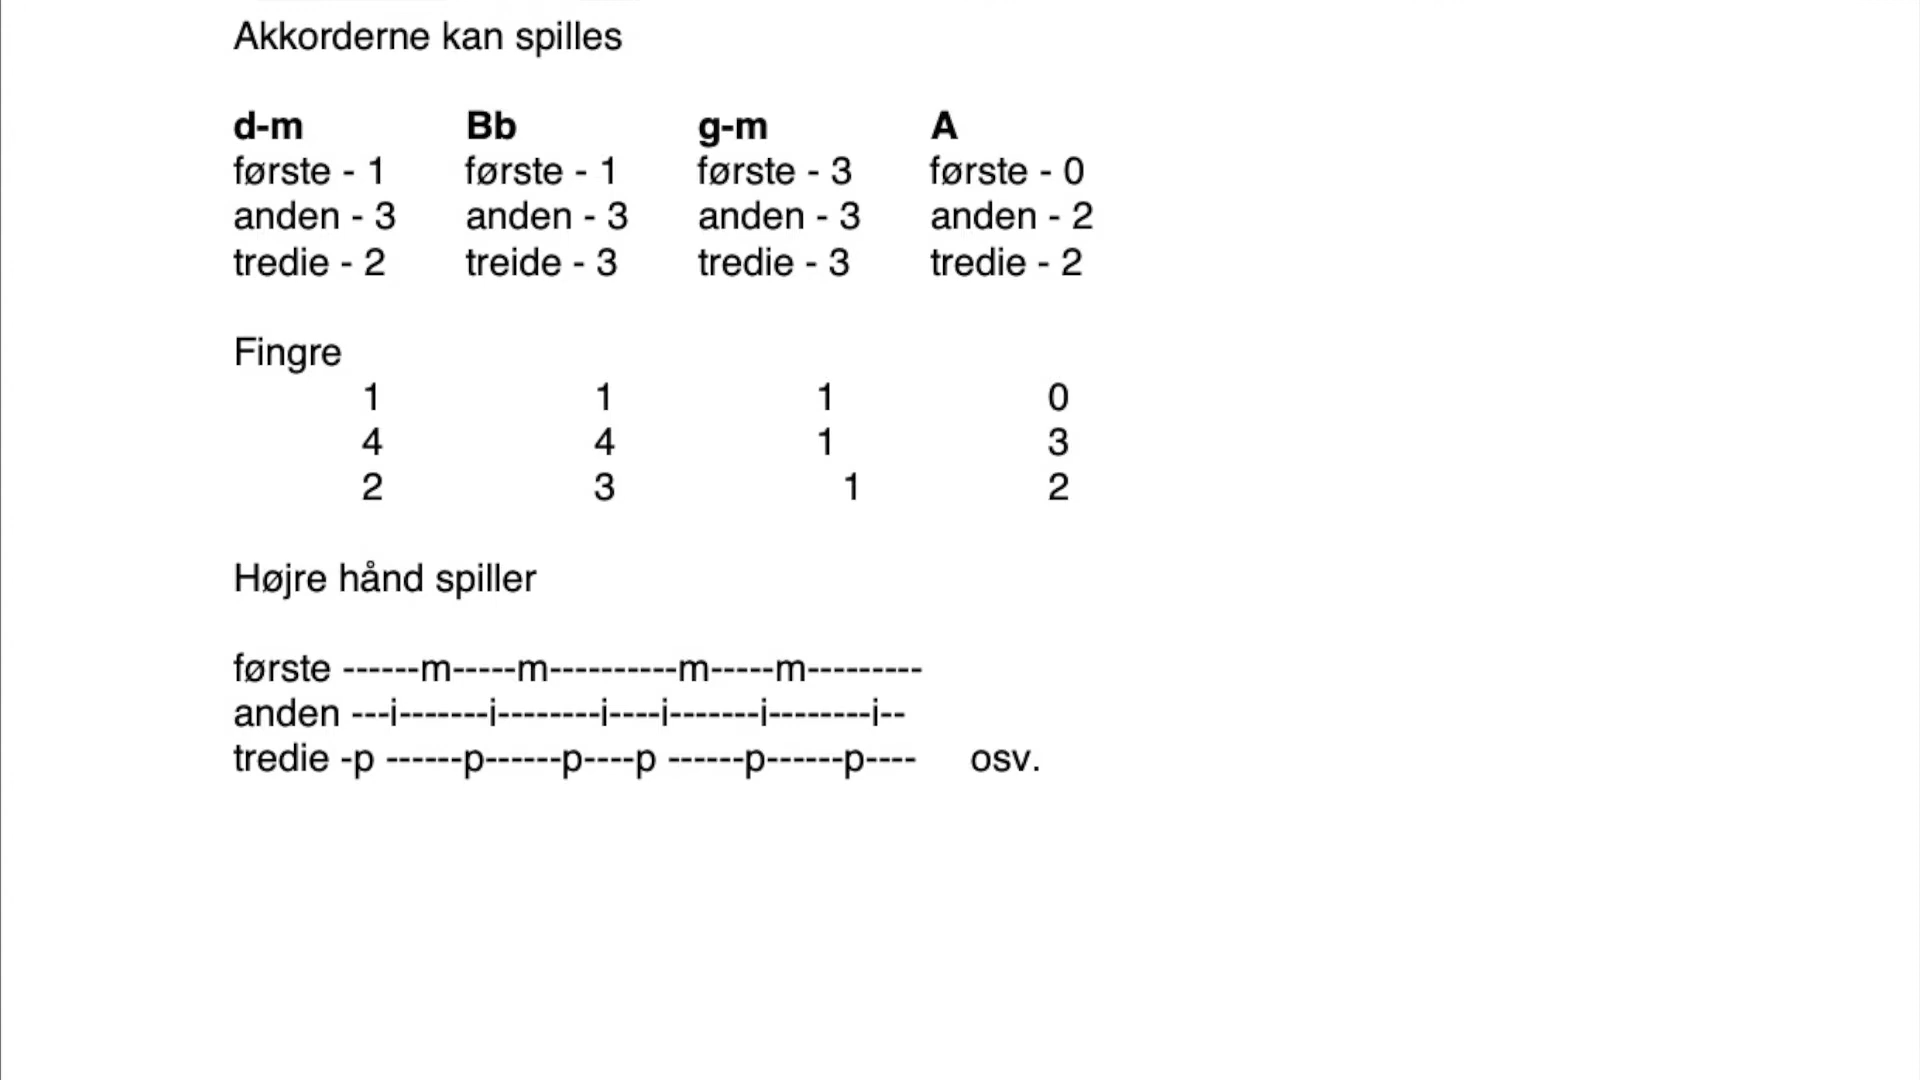 Akkorderne kan spilles
d-m Bb g-m A
første - 1 første - 1 første - 3 første - 0
anden - 3 anden - 3 anden - 3 anden - 2
tredie - 2 treide - 3 tredie - 3 tredie - 2
Fingre
1 1 1 0
4 4 1 3
2 3 1 2
Højre hånd spiller
første ------m-----m----------m-----m---------
anden ---i-------i--------i----i-------i--------i--
tredie -p ------p------p----p ------p------p---- osv.